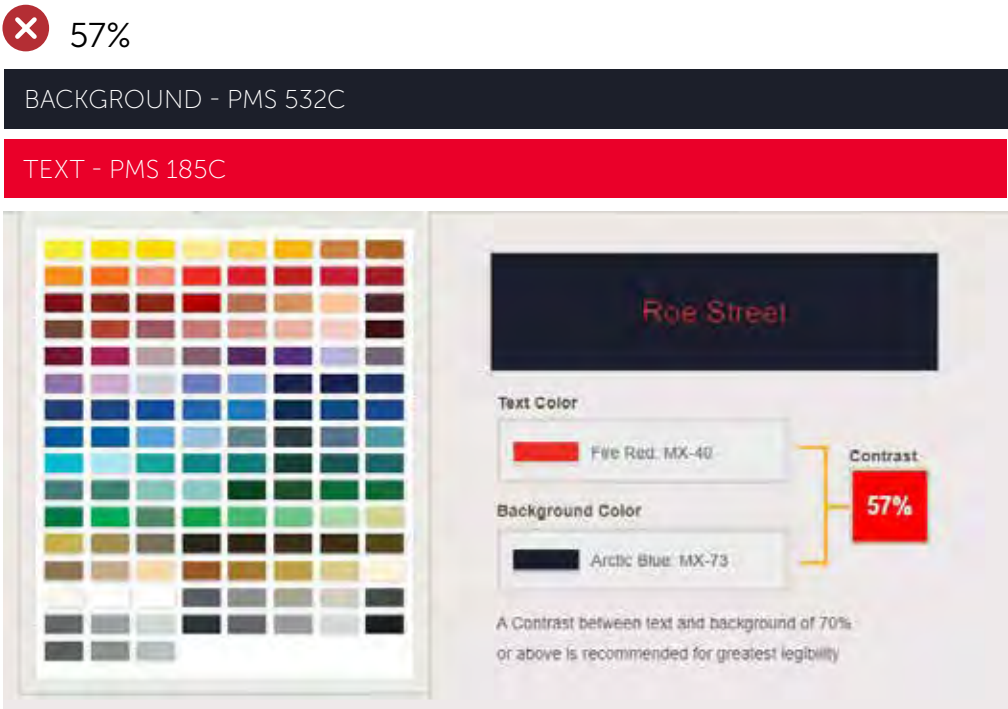 57%
BACKGROUND - PMS 532C
TEXT - PMS 185C
Roe Street
Text Color
Fire Red: MX-40
Contrast
57%
Background Color
Arctic Blue: MX-73
A Contrast between text and background of 70%
or above is recommended for greatest legibility